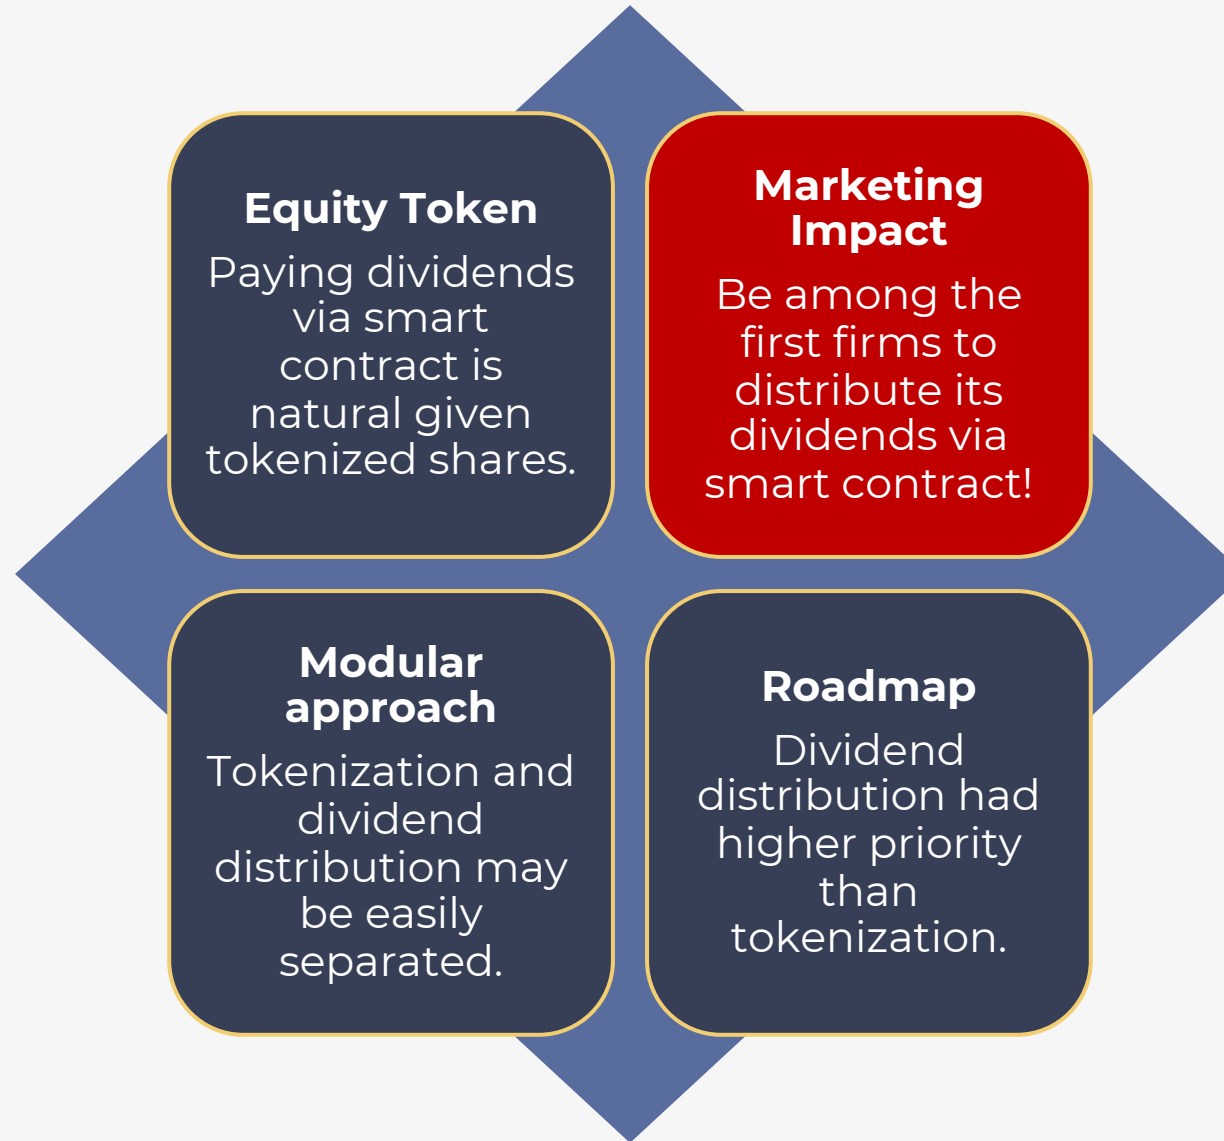 Equity Token
Paying dividends
via smart
contract is
natural given
tokenized shares.
Marketing
Impact
Be among the
first firms to
distribute its
dividends via
smart contract!
Modular
approach
Tokenization and
dividend
distribution may
be easily
separated.
Roadmap
Dividend
distribution had
higher priority
than
tokenization.